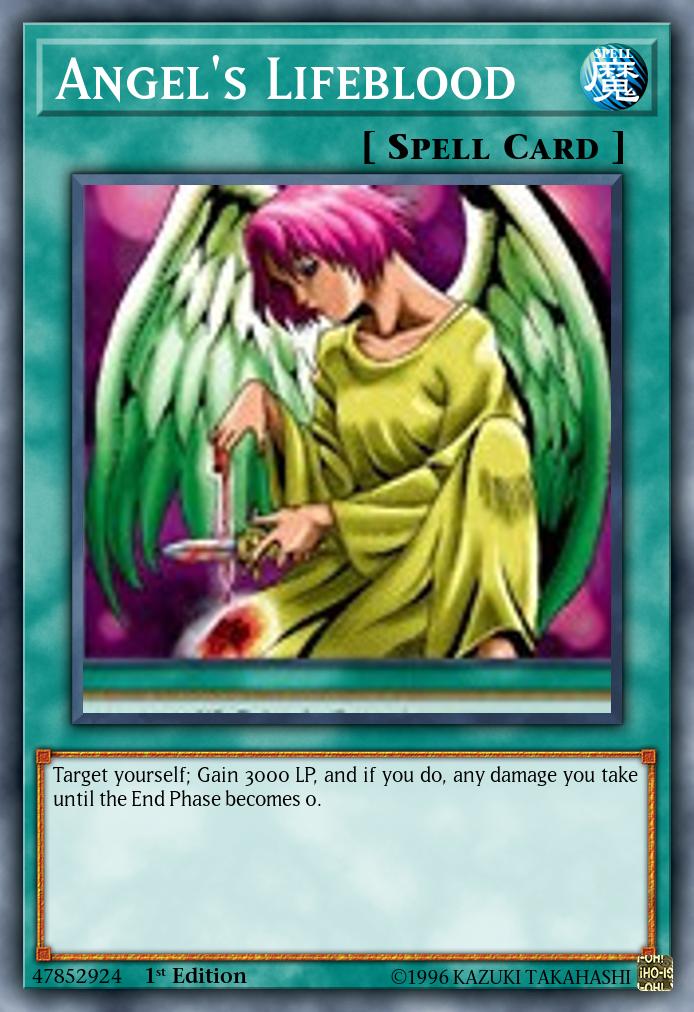 Angel's Lifeblood
SPELL
魔
[ Spell Card ]
Target yourself; Gain 3000 LP, and if you do, any damage you take
until the End Phase becomes 0.
47852924 1st Edition ©1996 KAZUKI TAKAHASHI